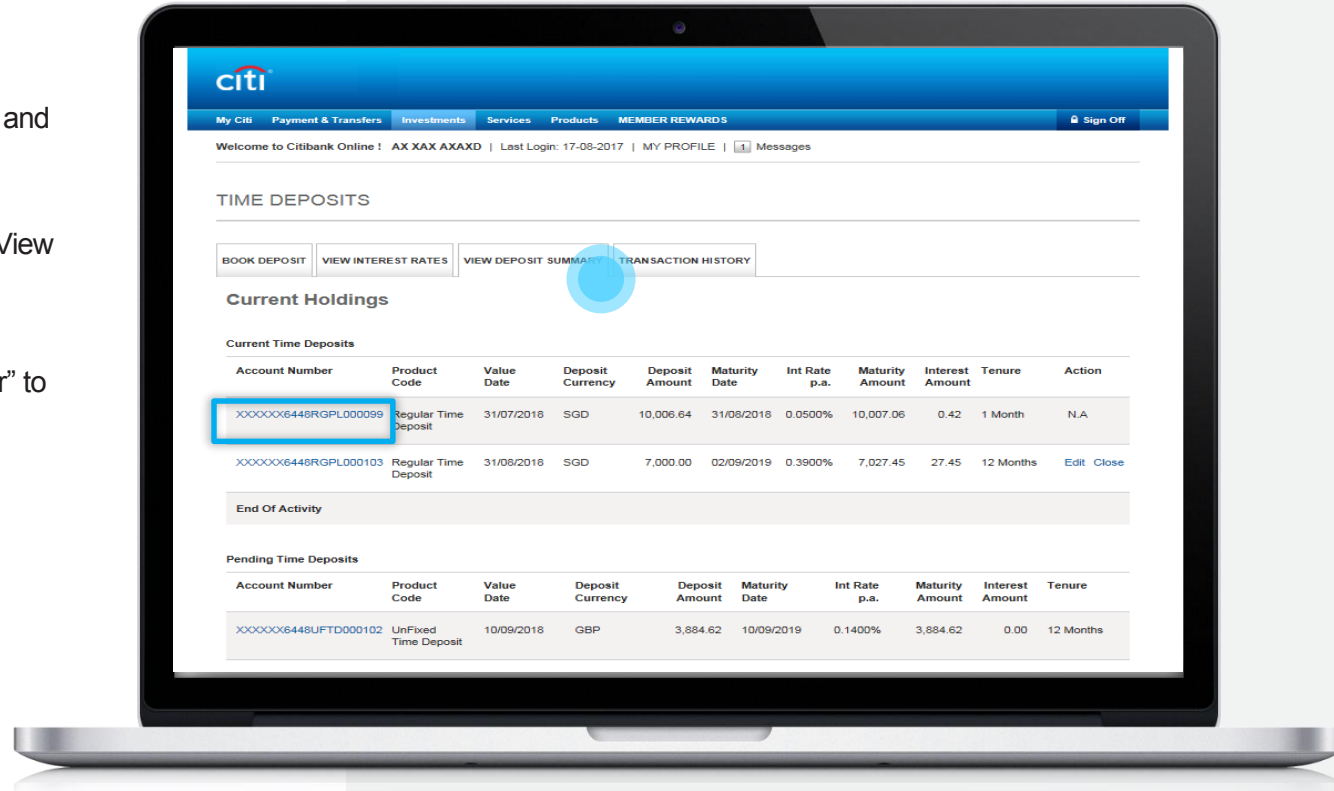 and
View
r” to
citi
My Citi Payment & Transfers Investments Services Products MEMBER REWARDS Sign Off
Welcome to Citibank Online ! AX XAX AXAXD | Last Login: 17-08-2017 | MY PROFILE | 1 Messages
TIME DEPOSITS
BOOK DEPOSIT VIEW INTEREST RATES VIEW DEPOSIT SUMMARY TRANSACTION HISTORY
Current Holdings
Current Time Deposits
Account Number Product Code Value Date Deposit Currency Deposit Amount Maturity Date Int Rate p.a. Maturity Amount Interest Amount Tenure Action
XXXXXX6448RGPL000099 Regular Time Deposit 31/07/2018 SGD 10,006.64 31/08/2018 0.0500% 10,007.06 0.42 1 Month N.A
XXXXXX6448RGPL000103 Regular Time Deposit 31/08/2018 SGD 7,000.00 02/09/2019 0.3900% 7,027.45 27.45 12 Months Edit Close
End Of Activity
Pending Time Deposits
Account Number Product Code Value Date Deposit Currency Deposit Amount Maturity Date Int Rate p.a. Maturity Amount Interest Amount Tenure
XXXXXX6448UFTD000102 UnFixed Time Deposit 10/09/2018 GBP 3,884.62 10/09/2019 0.1400% 3,884.62 0.00 12 Months